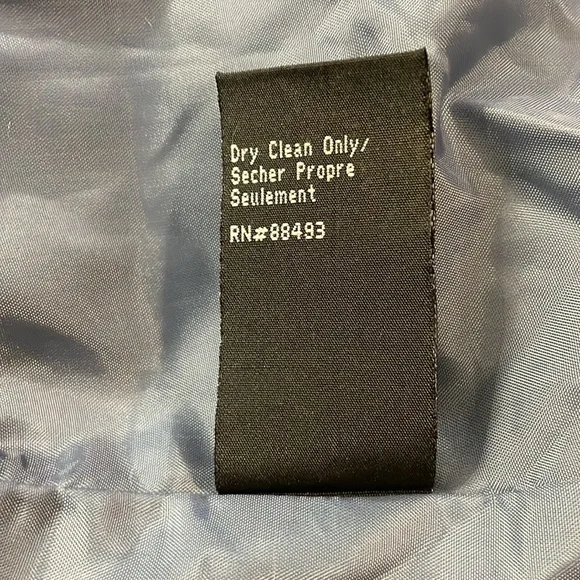 Dry Clean Only/
Secher Propre
Seulement
RN#88493